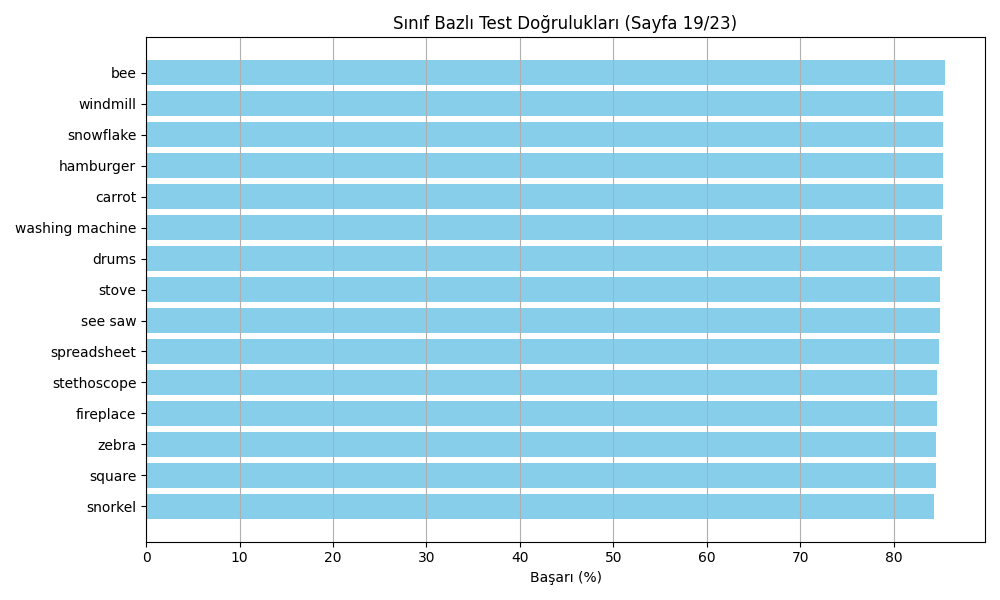 Sınıf Bazlı Test Doğrulukları (Sayfa 19/23)
bee
windmill
snowflake
hamburger
carrot
washing machine
drums
stove
see saw
spreadsheet
stethoscope
fireplace
zebra
square
snorkel
0 10 20 30 40 50 60 70 80
Başarı (%)